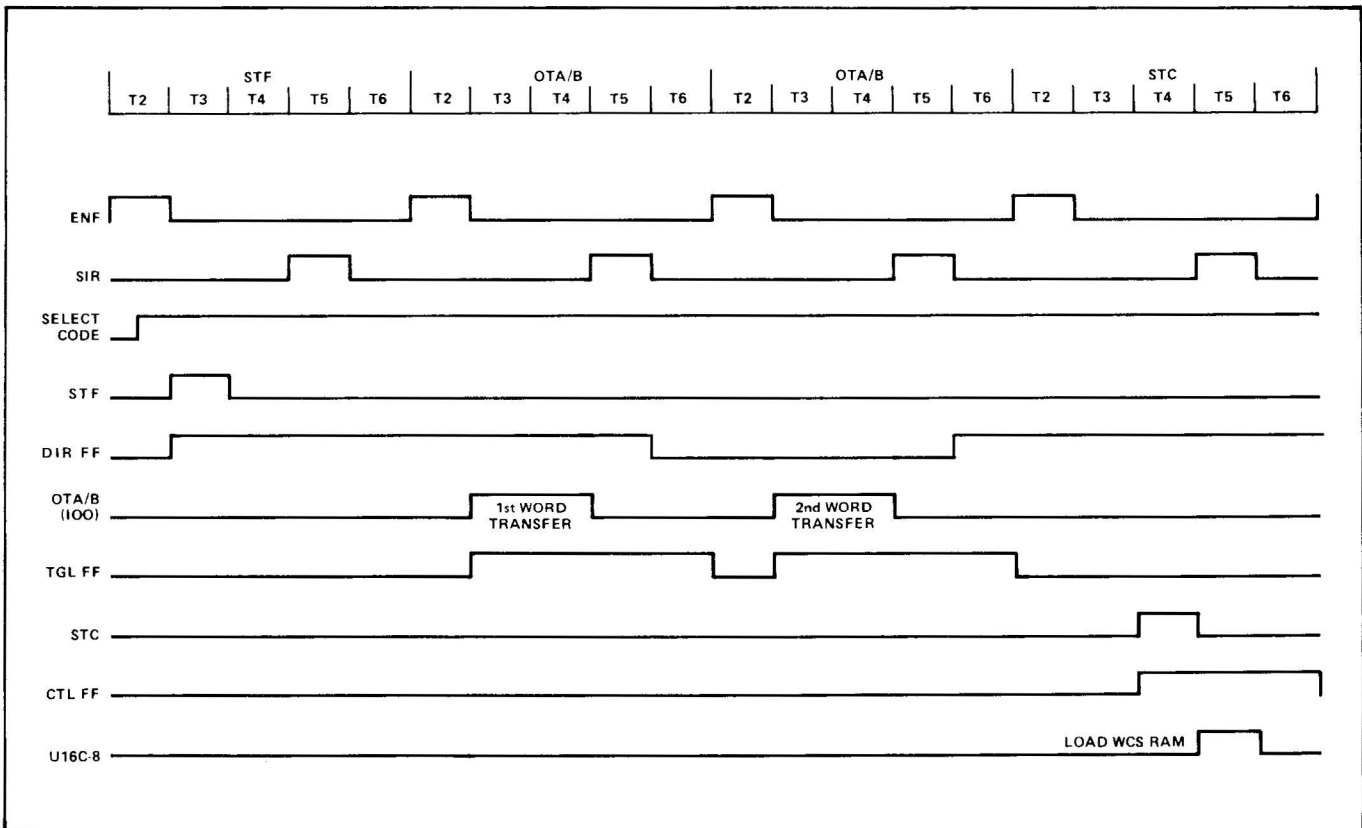 STF OTA/B OTA/B STC
T2 T3 T4 T5 T6 T2 T3 T4 T5 T6 T2 T3 T4 T5 T6 T2 T3 T4 T5 T6
ENF
SIR
SELECT
CODE
STF
DIR FF
OTA/B
(IOO)
1st WORD
TRANSFER
2nd WORD
TRANSFER
TGL FF
STC
CTL FF
U16C-8
LOAD WCS RAM